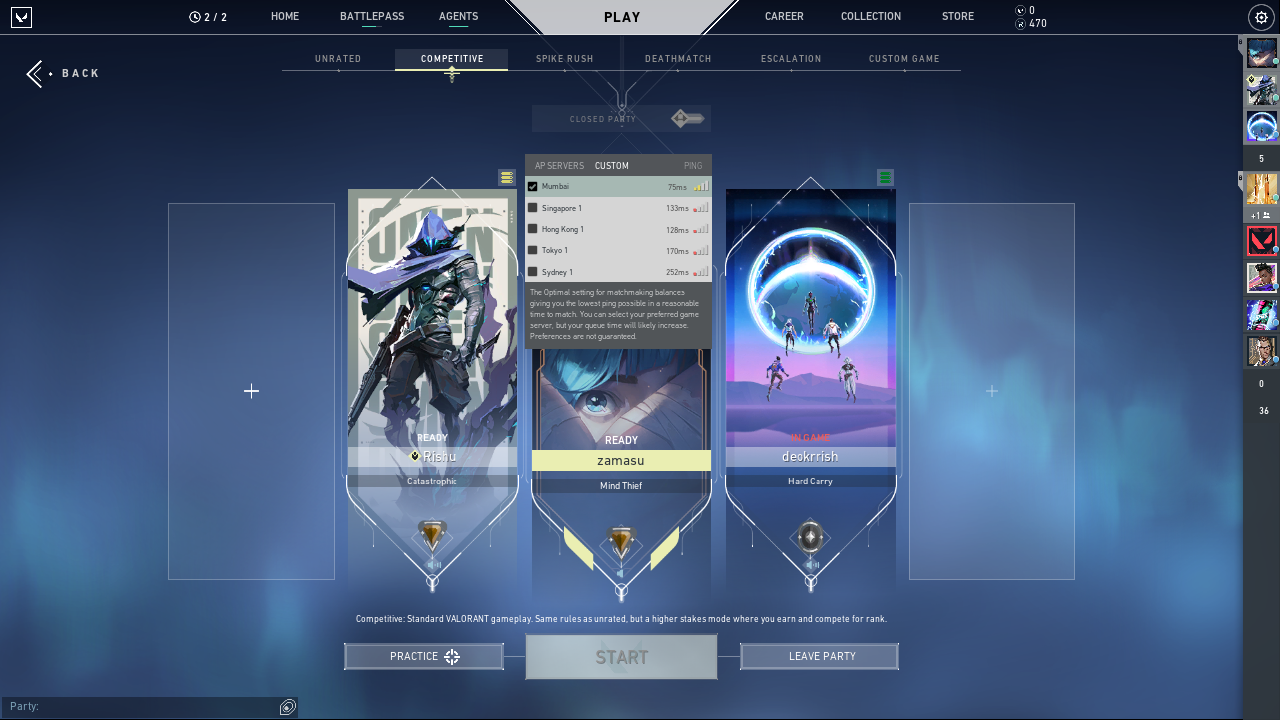 2 / 2
HOME
BATTLEPASS
AGENTS
PLAY
CAREER
COLLECTION
STORE
0
470
BACK
UNRATED
COMPETITIVE
SPIKE RUSH
DEATHMATCH
ESCALATION
CUSTOM GAME
CLOSED PARTY
AP SERVERS
CUSTOM
PING
Mumbai 75ms
Singapore 1 133ms
Hong Kong 1 128ms
Tokyo 1 170ms
Sydney 1 252ms
The Optimal setting for matchmaking balances
giving you the lowest ping possible in a reasonable
time to match. You can select your preferred game
server, but your queue time will likely increase.
Preferences are not guaranteed.
READY
Rishu
Catastrophic
READY
zamasu
Mind Thief
IN GAME
deokrrish
Hard Carry
5
+1
0
36
Competitive: Standard VALORANT gameplay. Same rules as unrated, but a higher stakes mode where you earn and compete for rank.
PRACTICE
START
LEAVE PARTY
Party: